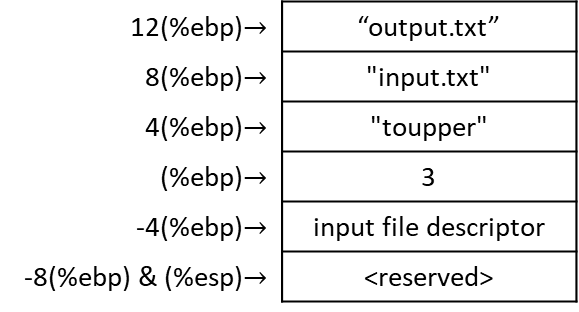 12(%ebp)→ “output.txt”
8(%ebp)→ "input.txt"
4(%ebp)→ "toupper"
(%ebp)→ 3
-4(%ebp)→ input file descriptor
-8(%ebp) & (%esp)→ <reserved>